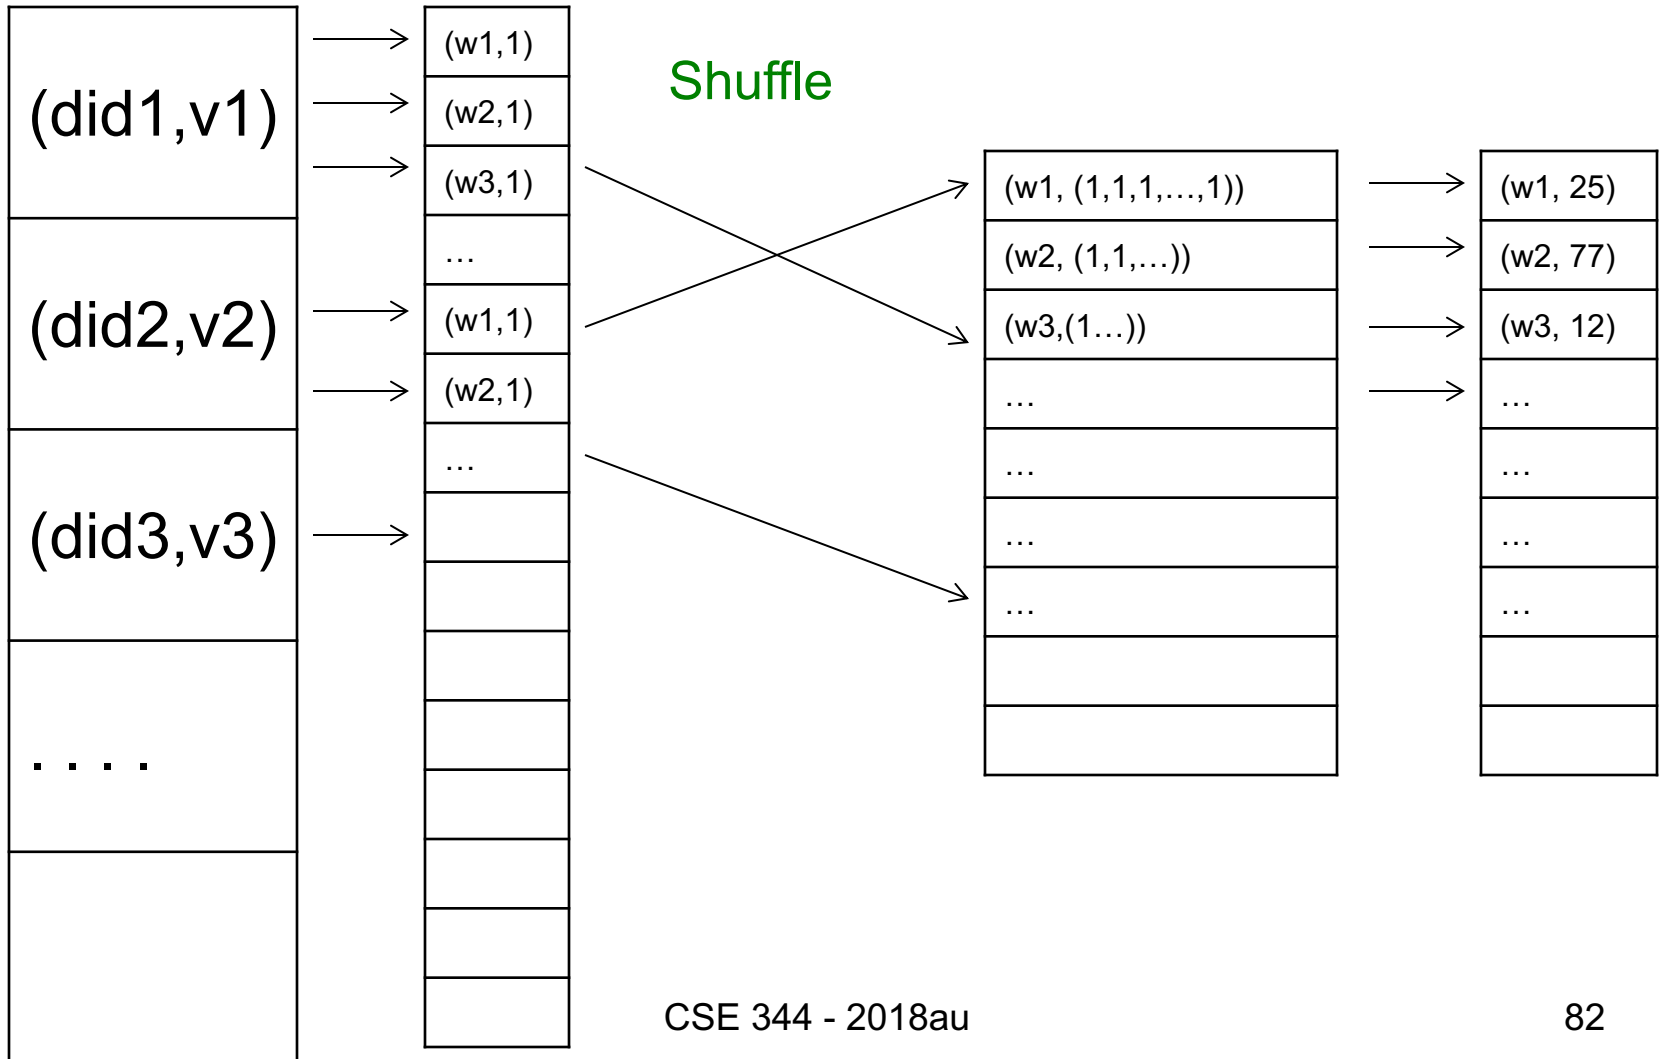 (did1,v1)
(did2,v2)
(did3,v3)
. . . .
(w1,1)
(w2,1)
(w3,1)
…
(w1,1)
(w2,1)
…
Shuffle
(w1, (1,1,1,…,1))
(w2, (1,1,…))
(w3,(1…))
…
…
…
…
(w1, 25)
(w2, 77)
(w3, 12)
…
…
…
…
CSE 344 - 2018au
82